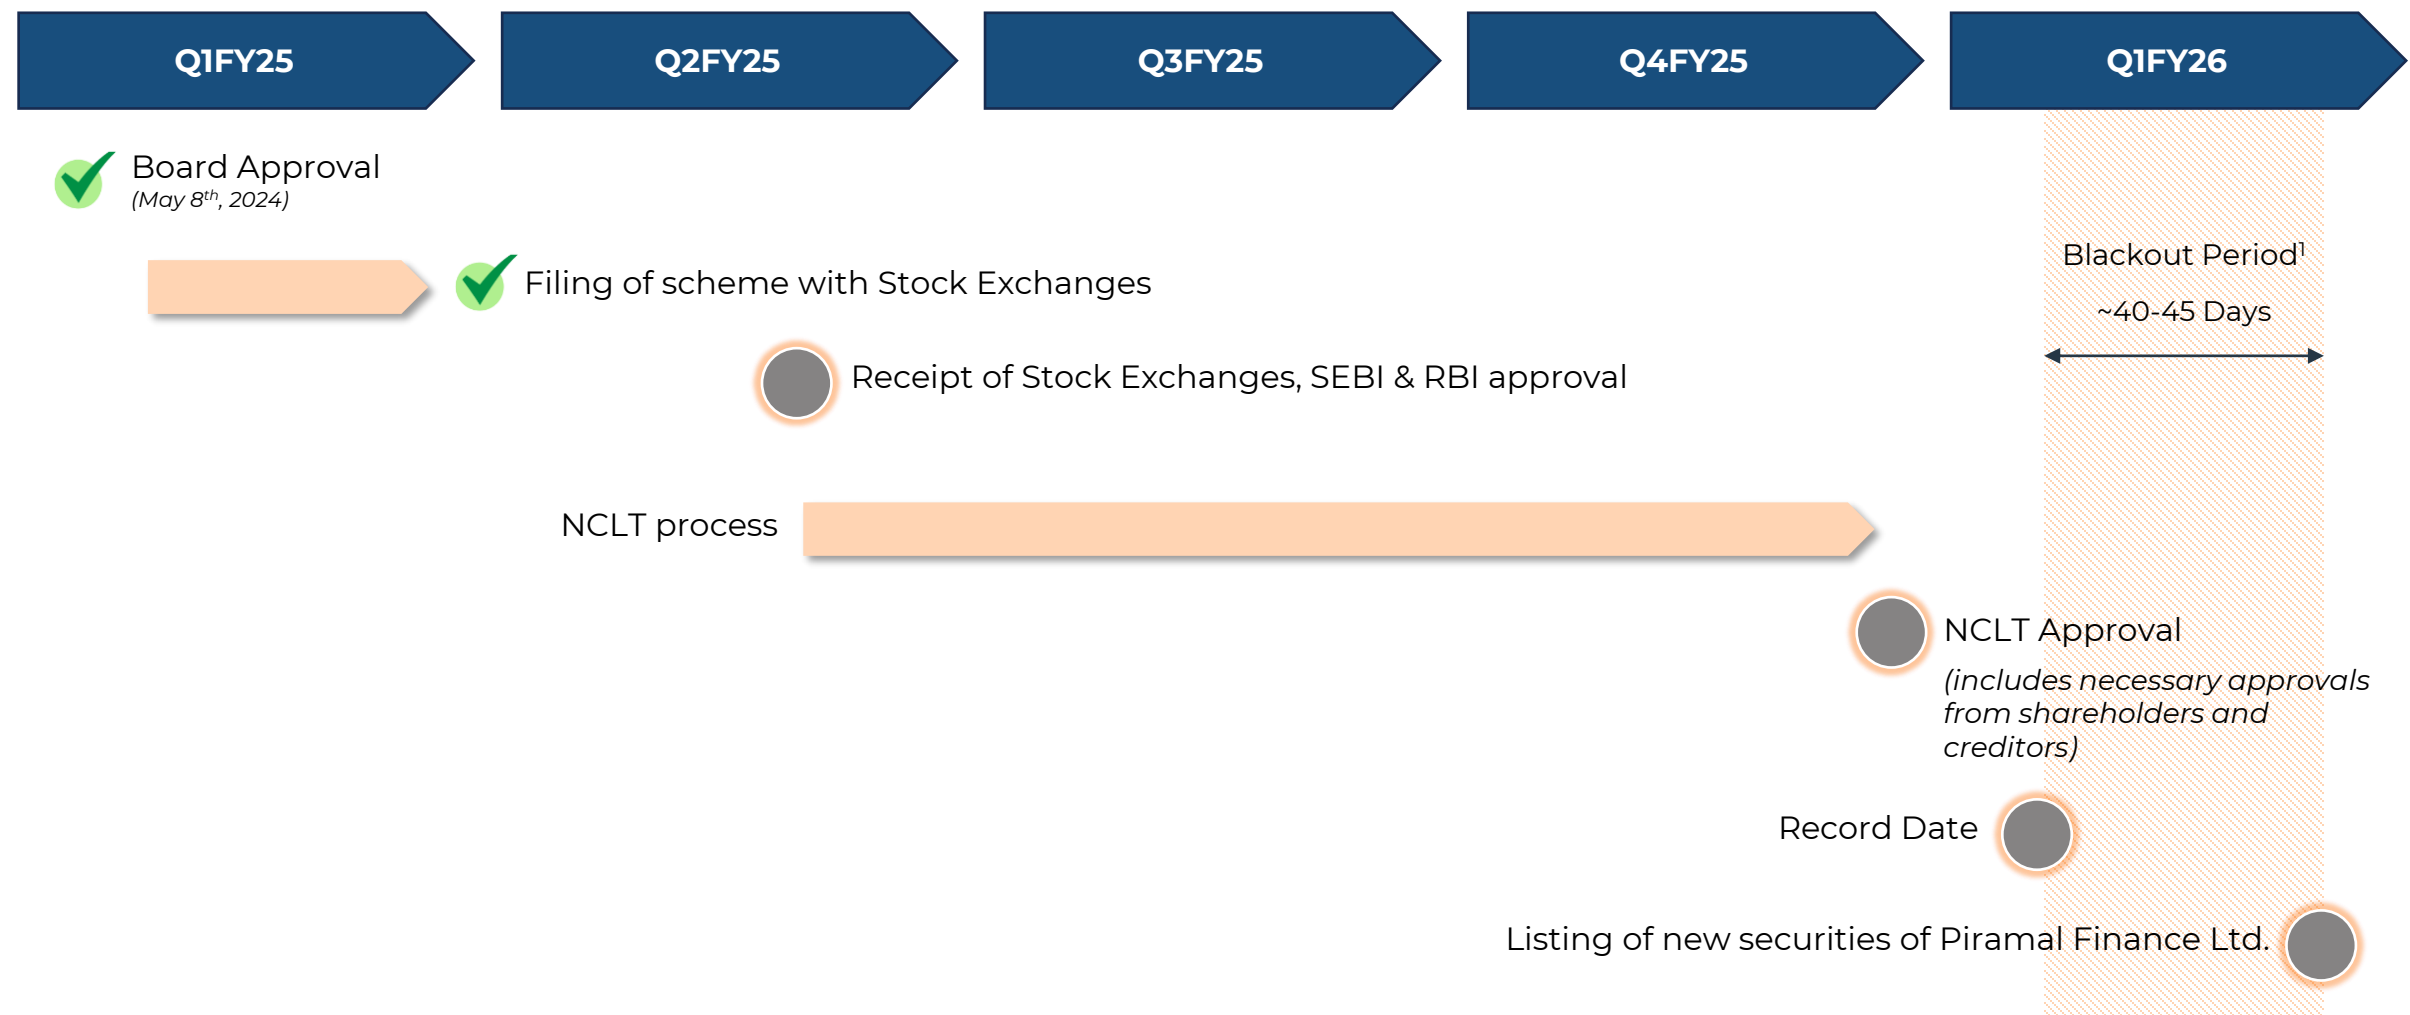 Q1FY25
Q2FY25
Q3FY25
Q4FY25
Q1FY26
Board Approval
(May 8th, 2024)
Filing of scheme with Stock Exchanges
Blackout Period1
~40-45 Days
Receipt of Stock Exchanges, SEBI & RBI approval
NCLT process
NCLT Approval
(includes necessary approvals
from shareholders and
creditors)
Record Date
Listing of new securities of Piramal Finance Ltd.